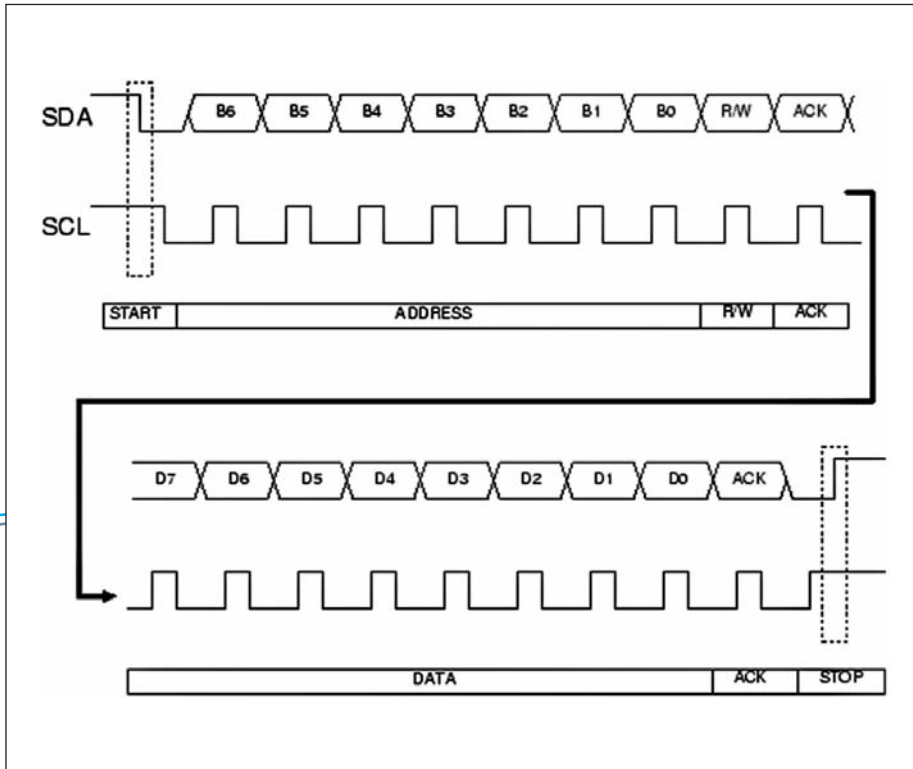 SDA B6 B5 B4 B3 B2 B1 B0 R/W ACK
SCL
START ADDRESS R/W ACK
D7 D6 D5 D4 D3 D2 D1 D0 ACK
DATA ACK STOP